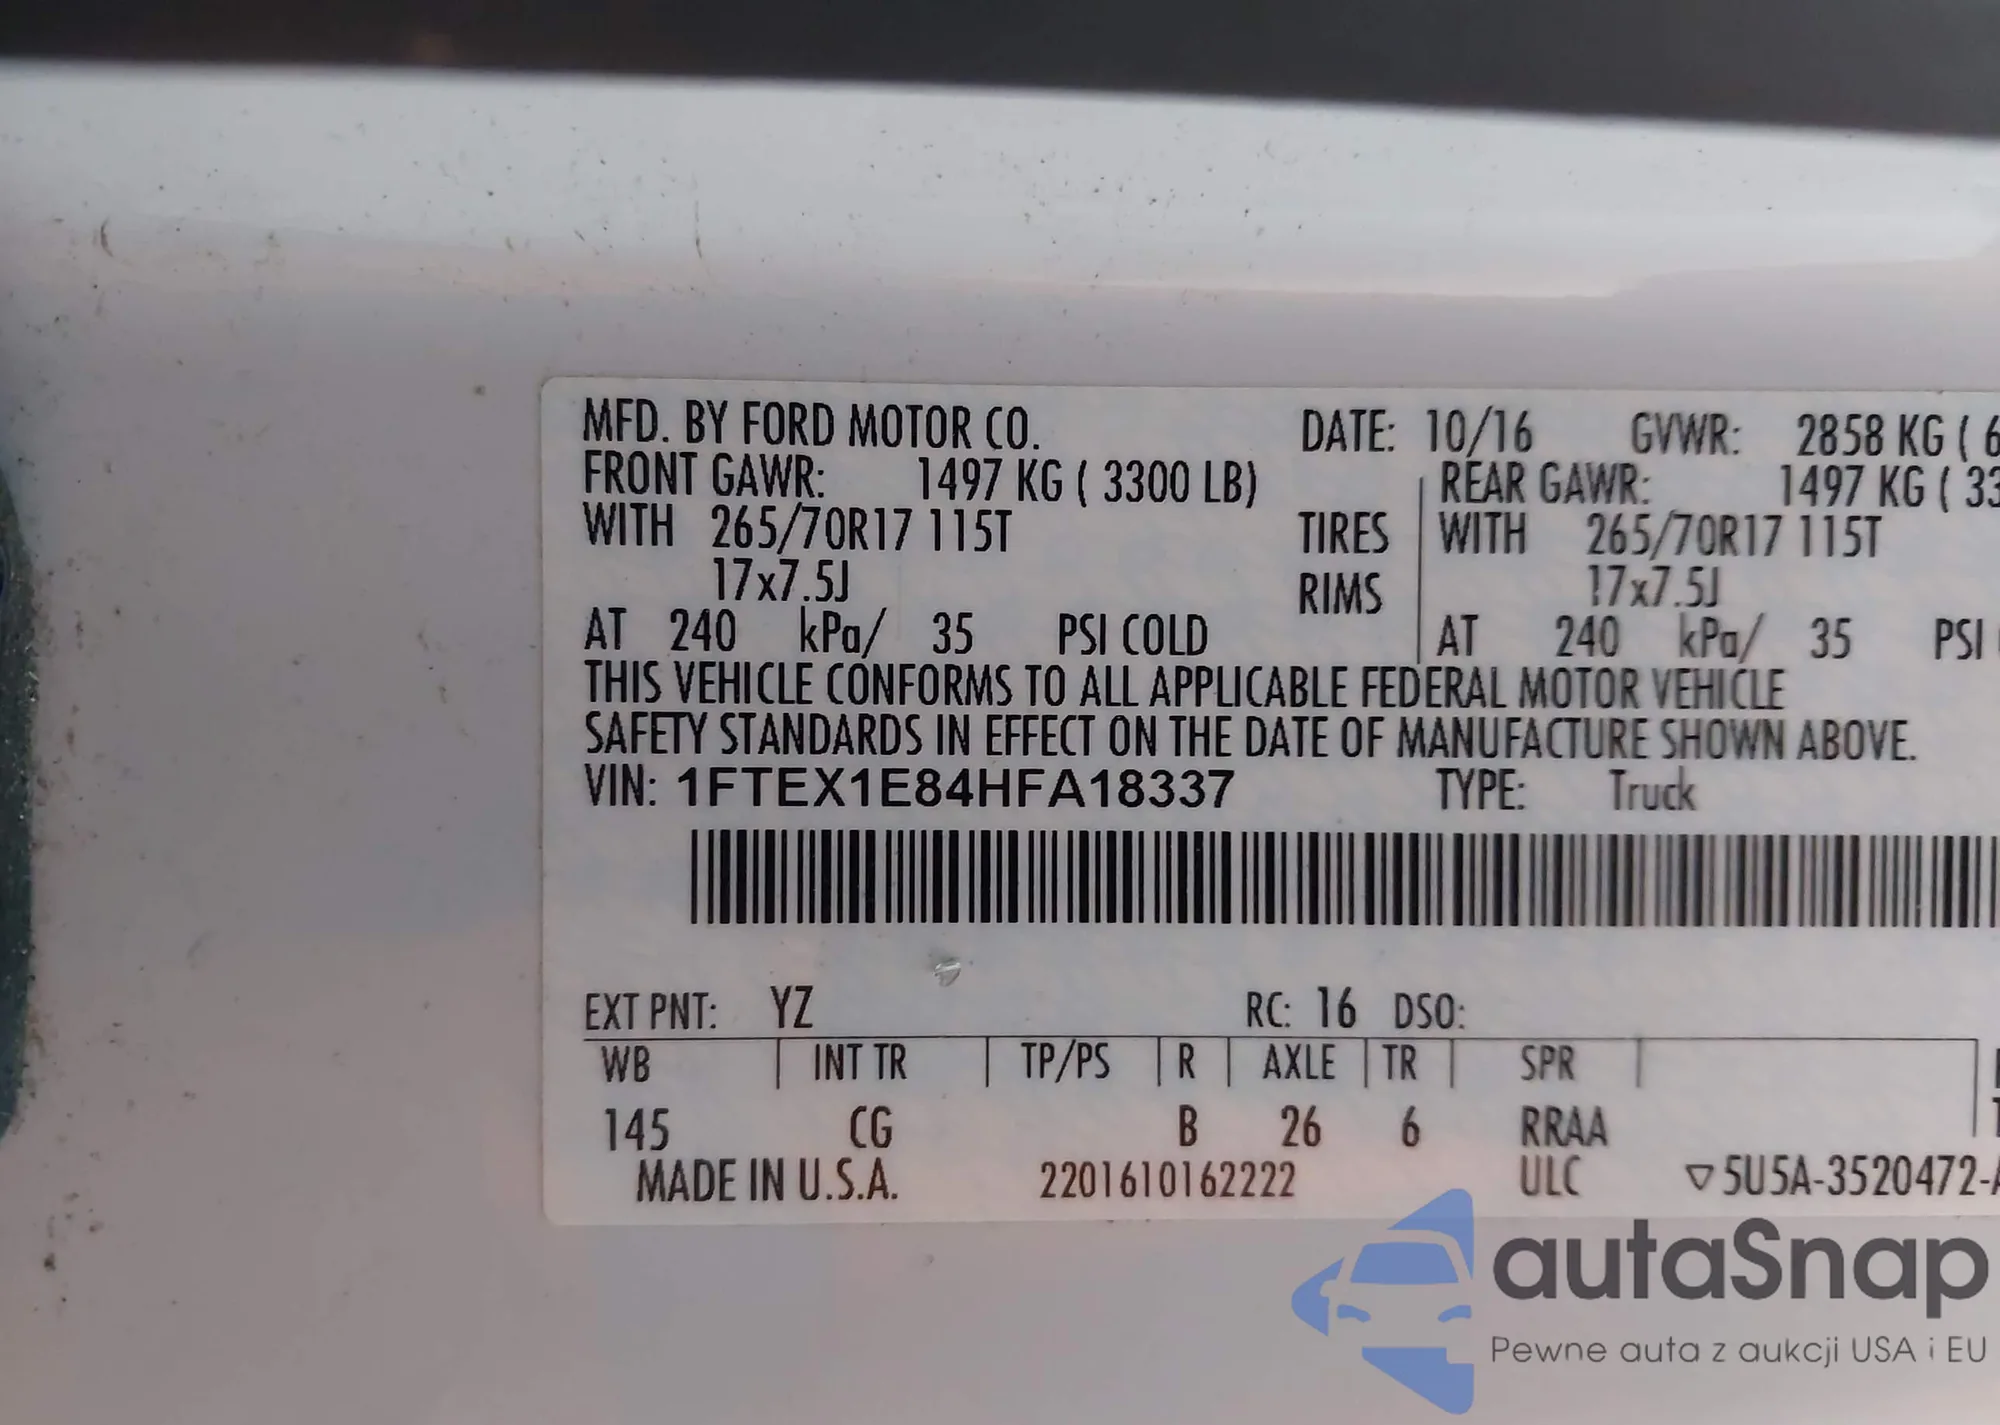 MFD. BY FORD MOTOR CO. DATE: 10/16 GVWR: 2858 KG ( 6
FRONT GAWR: 1497 KG ( 3300 LB) REAR GAWR: 1497 KG ( 33
WITH 265/70R17 115T TIRES WITH 265/70R17 115T
17x7.5J RIMS 17x7.5J
AT 240 kPa/ 35 PSI COLD AT 240 kPa/ 35 PSI
THIS VEHICLE CONFORMS TO ALL APPLICABLE FEDERAL MOTOR VEHICLE
SAFETY STANDARDS IN EFFECT ON THE DATE OF MANUFACTURE SHOWN ABOVE.
VIN: 1FTEX1E84HFA18337 TYPE: Truck
EXT PNT: YZ RC: 16 DSO:
WB INT TR TP/PS R AXLE TR SPR
145 CG B 26 6 RRAA
MADE IN U.S.A. 2201610162222 ULC ▽5U5A-3520472-A
autaSnap
Pewne auta z aukcji USA i EU